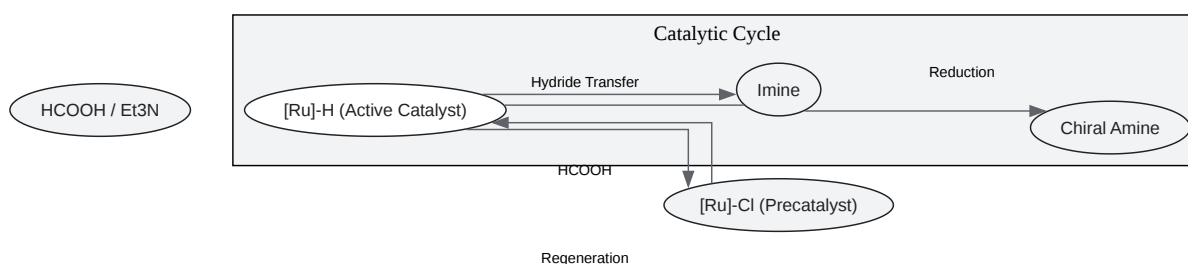 Catalytic Cycle
HCOOH / Et3N
[Ru]-H (Active Catalyst)
Hydride Transfer
Imine
Reduction
Chiral Amine
HCOOH
[Ru]-Cl (Precatalyst)
Regeneration